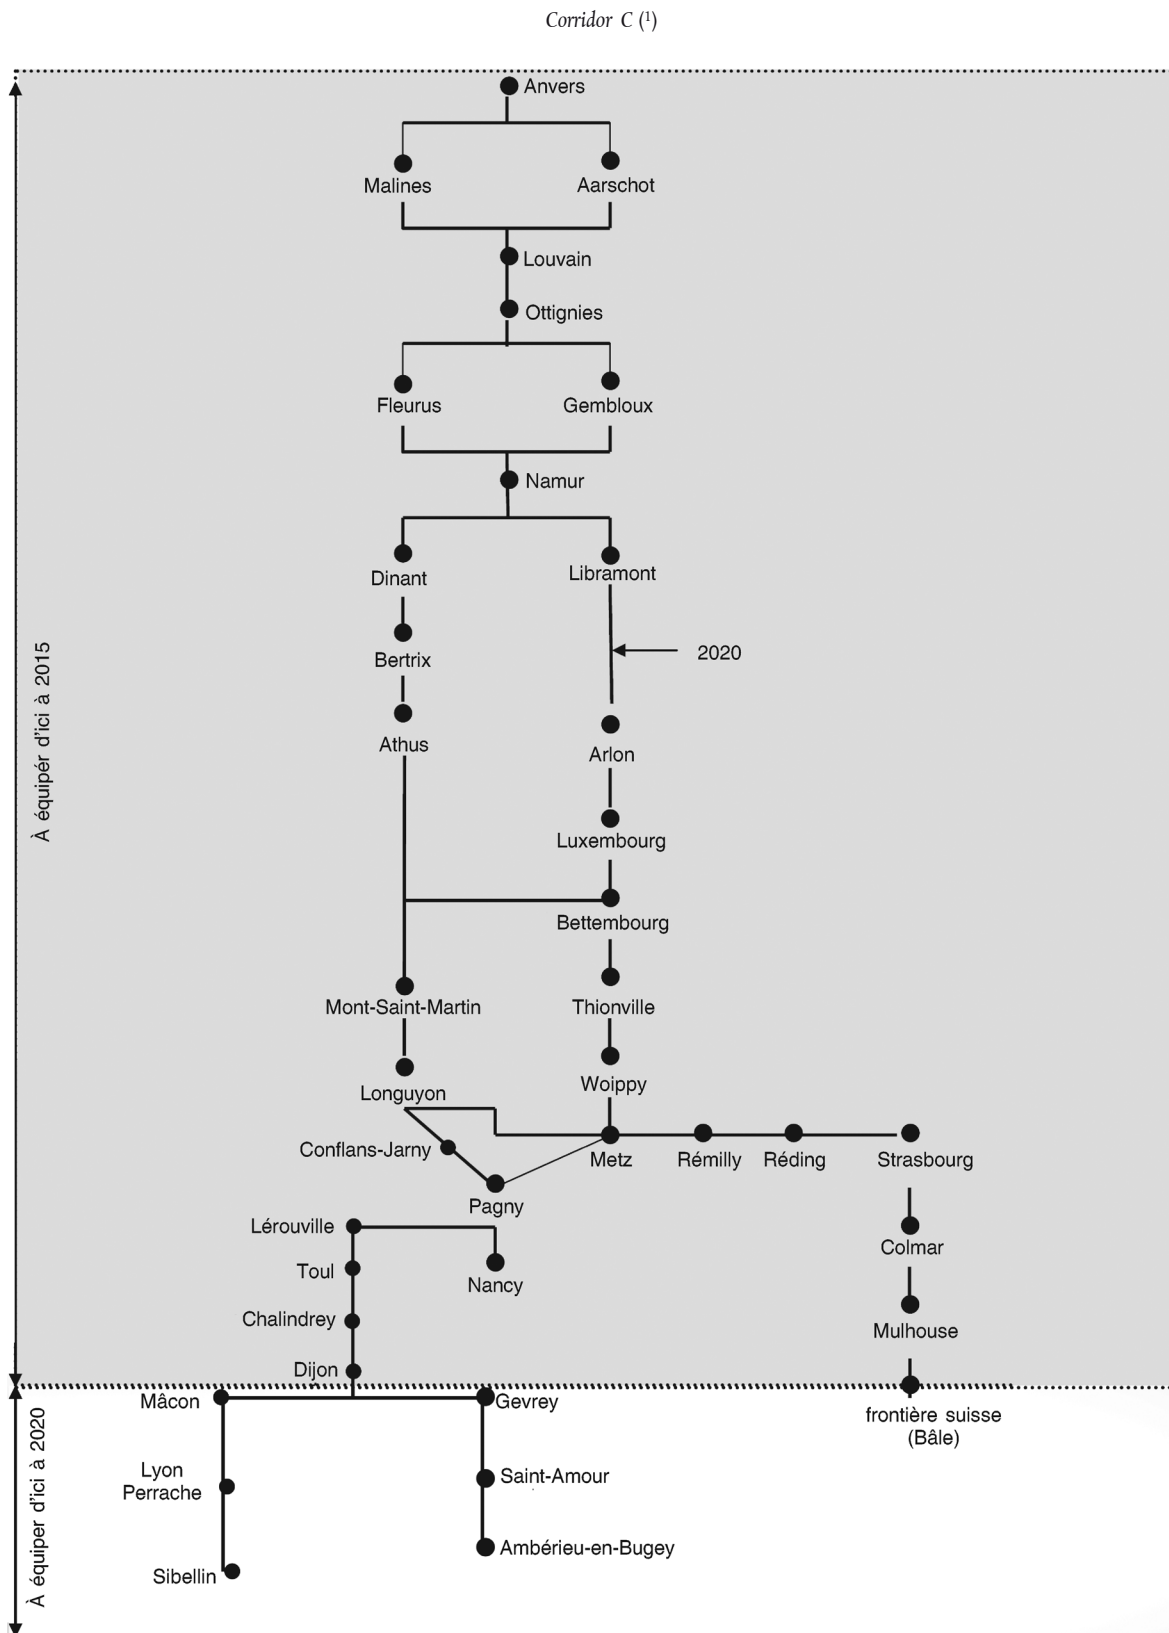 Corridor C (¹)
Anvers
Malines
Aarschot
Louvain
Ottignies
Fleurus
Gembloux
Namur
Dinant
Libramont
2020
Bertrix
Athus
Arlon
Luxembourg
Bettembourg
Mont-Saint-Martin
Thionville
Woippy
Longuyon
Conflans-Jarny
Metz
Rémilly
Réding
Strasbourg
Pagny
Lérouville
Colmar
Toul
Nancy
Chalindrey
Mulhouse
Dijon
À équipér d'ici à 2015
Mâcon
Gevrey
frontière suisse
(Bâle)
Lyon
Perrache
Saint-Amour
Ambérieu-en-Bugey
Sibellin
À équiper d'ici à 2020